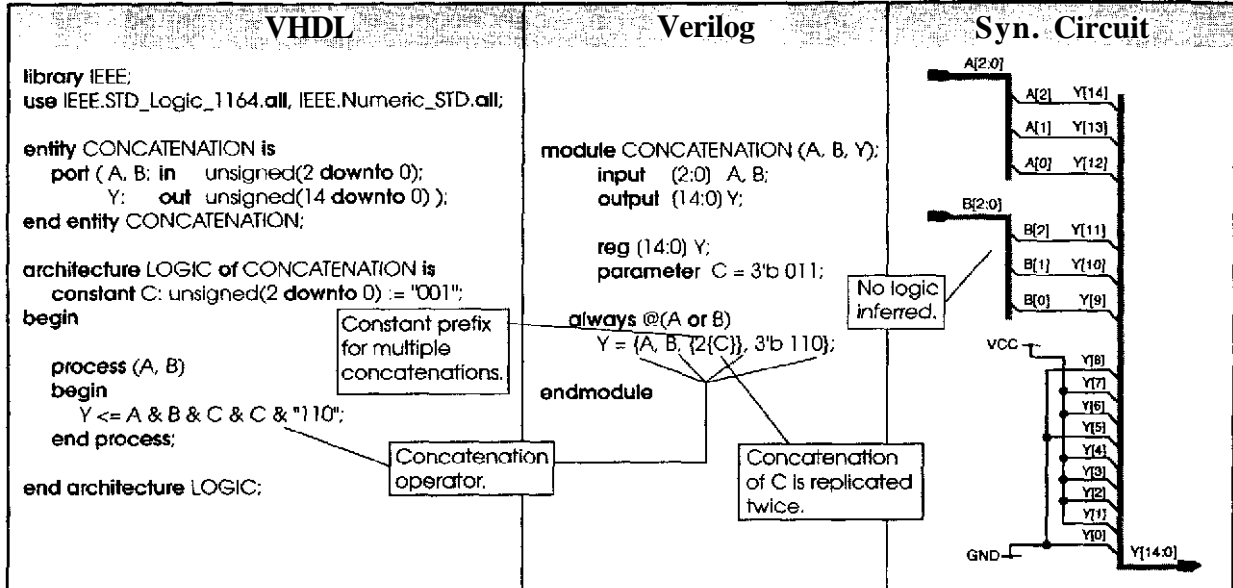 VHDL
library IEEE;
use IEEE.STD_Logic_1164.all, IEEE.Numeric_STD.all;
entity CONCATENATION is
port ( A, B: in unsigned(2 downto 0);
Y: out unsigned(14 downto 0) );
end entity CONCATENATION;
architecture LOGIC of CONCATENATION is
constant C: unsigned(2 downto 0) := "001";
begin
process (A, B)
begin
Y <= A & B & C & C & "110";
end process;
end architecture LOGIC;
Constant prefix
for multiple
concatenations.
Concatenation
operator.
Verilog
module CONCATENATION (A, B, Y);
input (2:0) A, B;
output (14:0) Y;
reg (14:0) Y;
parameter C = 3'b 011;
always @(A or B)
Y = {A, B, {2{C}}, 3'b 110};
endmodule
Concatenation
of C is replicated
twice.
No logic
inferred.
Syn. Circuit
A[2:0]
A[2] Y[14]
A[1] Y[13]
A[0] Y[12]
B[2:0]
B[2] Y[11]
B[1] Y[10]
B[0] Y[9]
VCC
Y[8]
Y[7]
Y[6]
Y[5]
Y[4]
Y[3]
Y[2]
Y[1]
Y[0]
GND
Y[14:0]